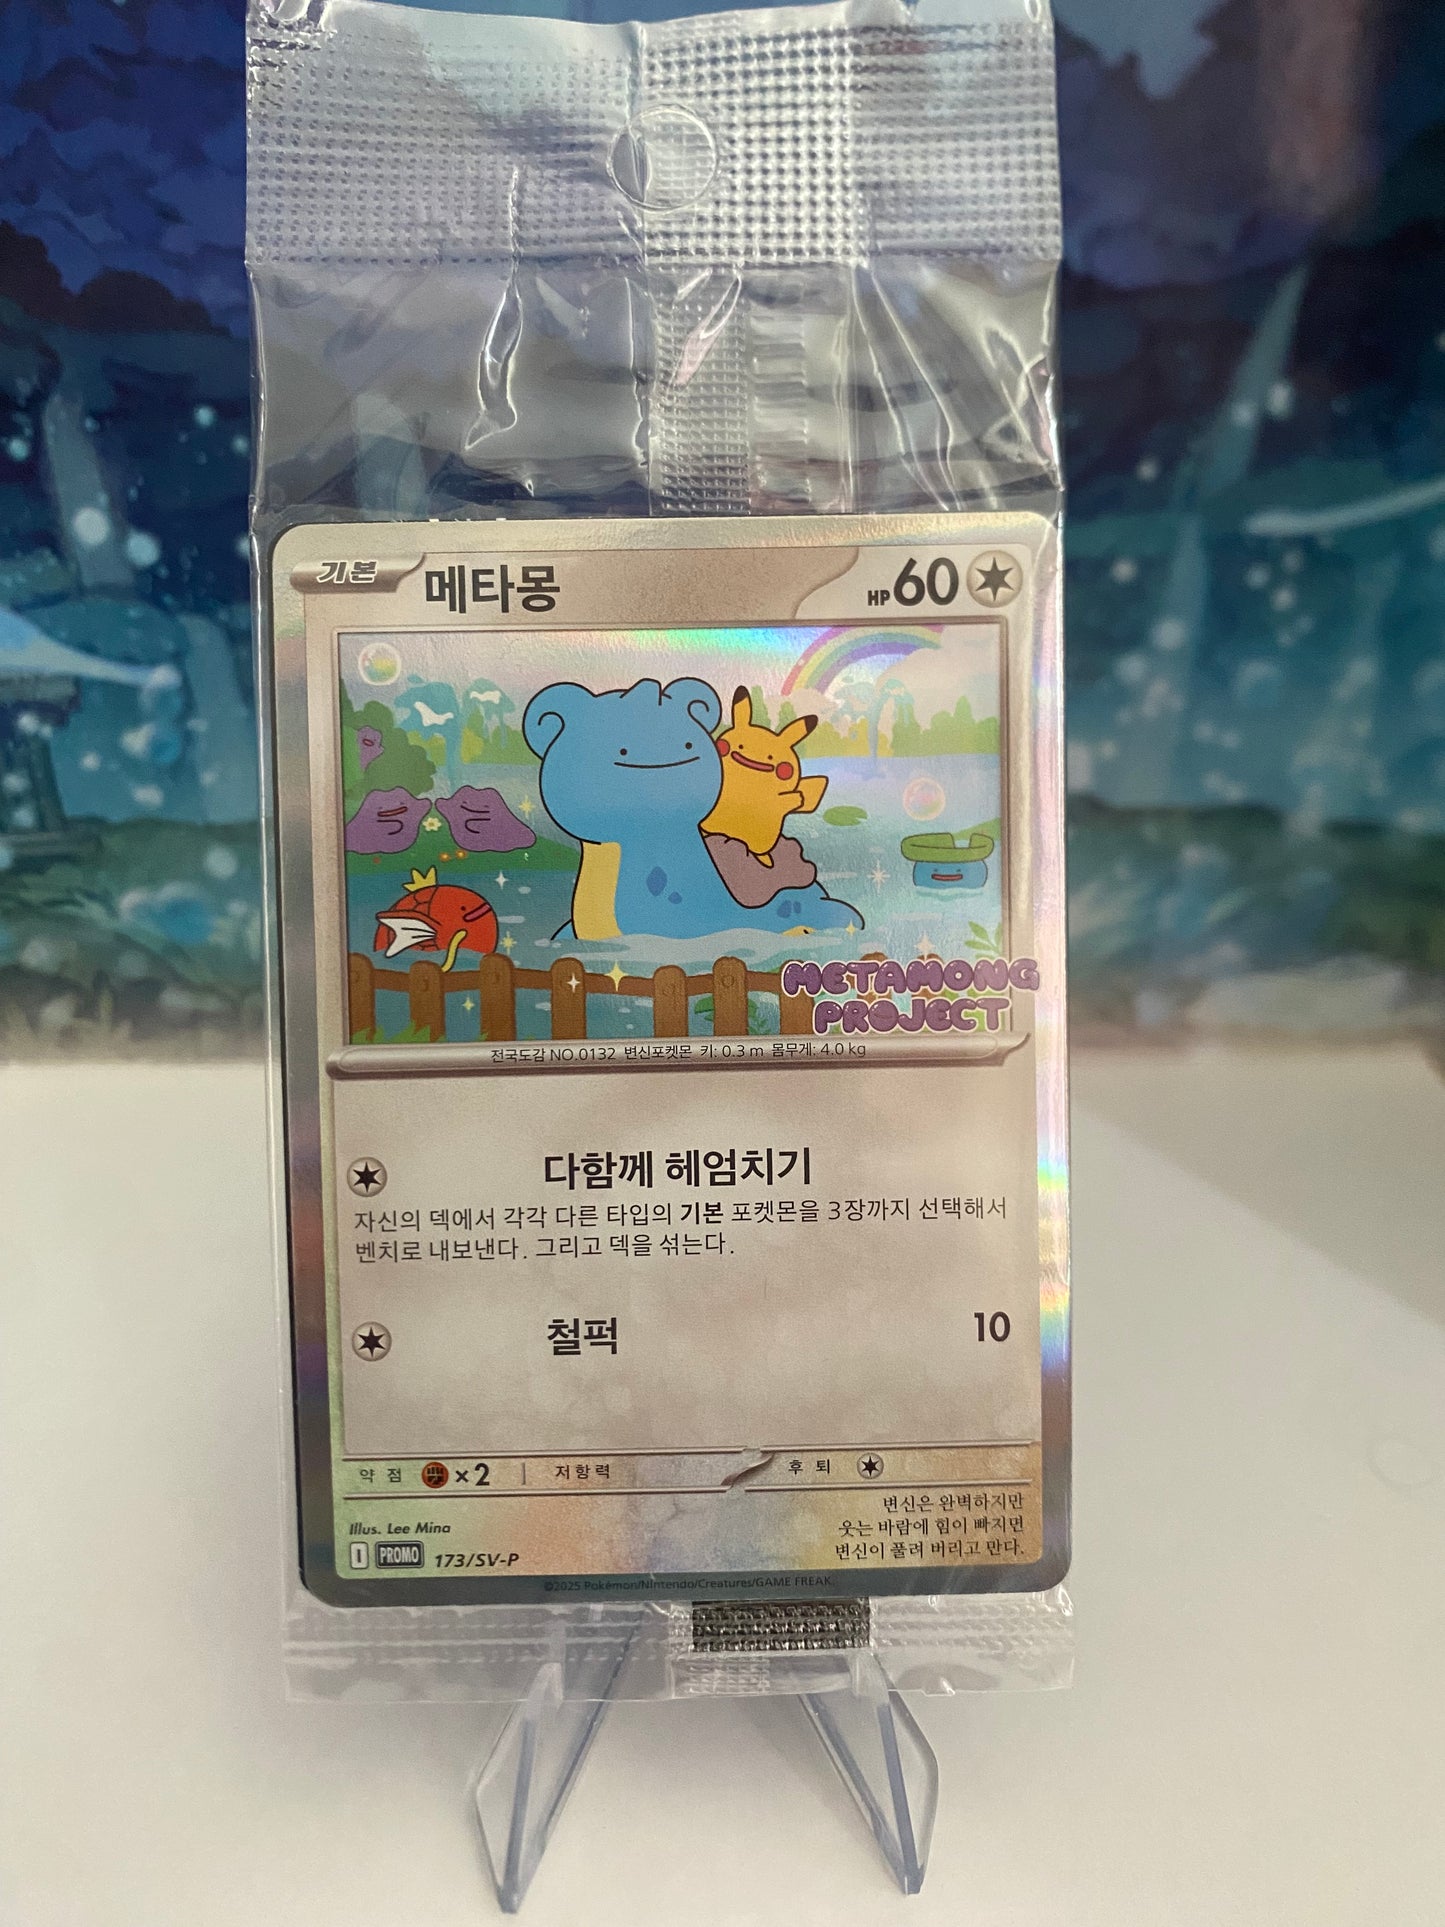 기본 메타몽 HP 60
METAMONG
PROJECT
전국도감 NO.0132 변신포켓몬 키: 0.3 m 몸무게: 4.0 kg
다함께 헤엄치기
자신의 덱에서 각각 다른 타입의 기본 포켓몬을 3장까지 선택해서
벤치로 내보낸다. 그리고 덱을 섞는다.
철퍽 10
약점 ×2 저항력 후퇴
변신은 완벽하지만
웃는 바람에 힘이 빠지면
변신이 풀려 버리고 만다.
Illus. Lee Mina
I PROMO 173/SV-P
©2025 Pokémon/Nintendo/Creatures/GAME FREAK.